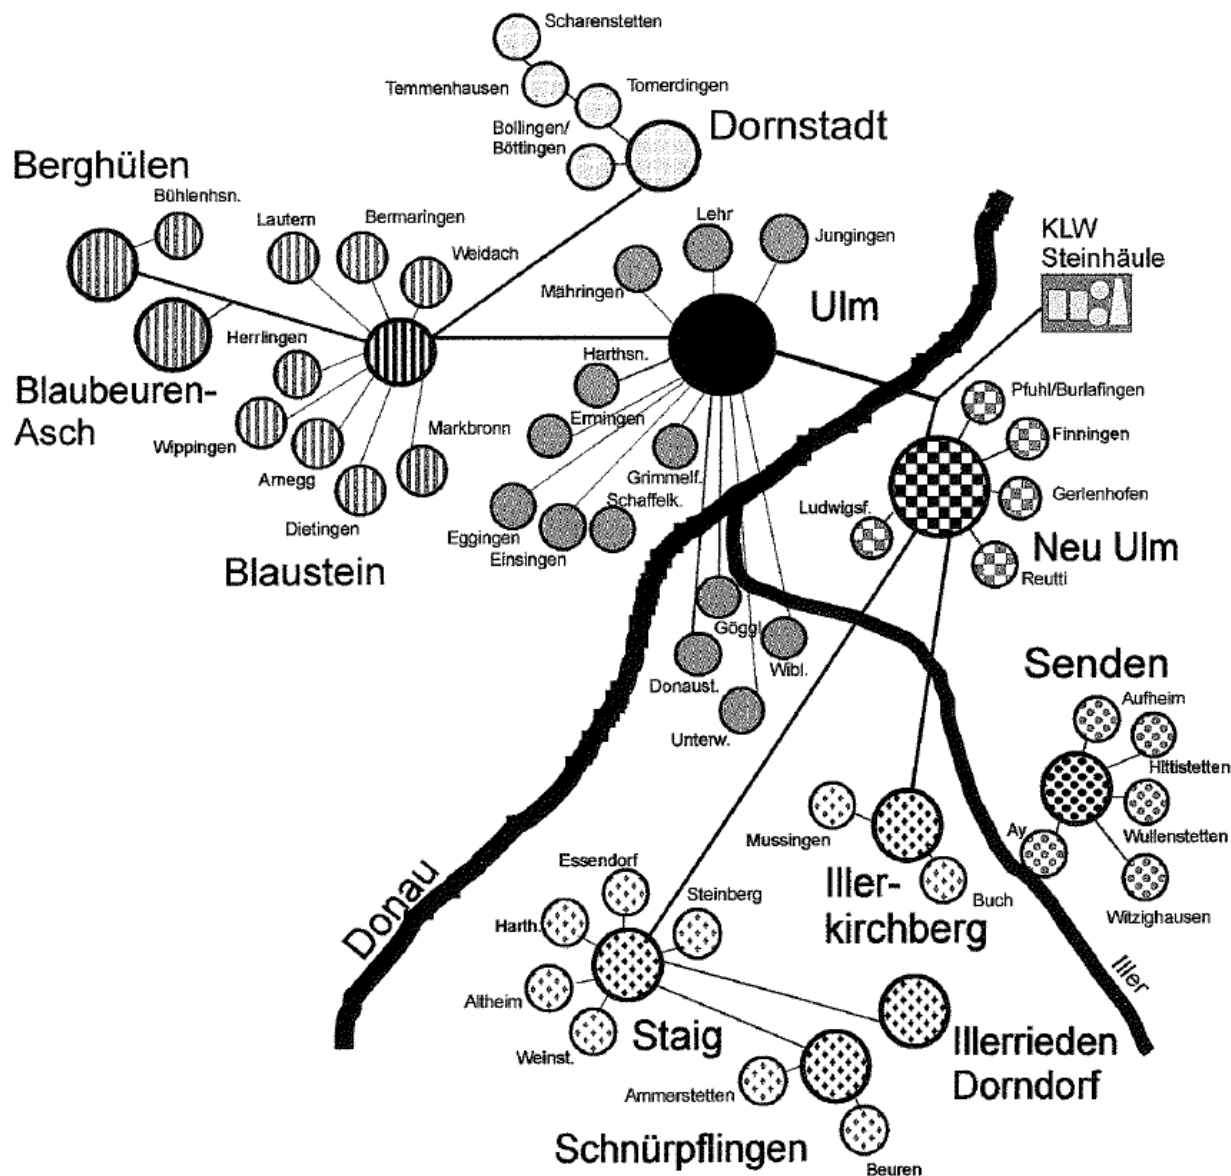 Scharenstetten
Temmenhausen
Tomerdingen
Bollingen/
Böttingen
Dornstadt
Berghülen
Bühlenhsn.
Lautern
Bermaringen
Weidach
Lehr
Jungingen
Mähringen
Ulm
KLW
Steinhäule
Herrlingen
Blaubeuren-
Asch
Wippingen
Arnegg
Dietingen
Markbronn
Blaustein
Harthsn.
Ermingen
Grimmelf.
Schaffelk.
Eggingen
Einsingen
Pfuhl/Burlafingen
Finningen
Gerlenhofen
Ludwigsf.
Neu Ulm
Reutti
Göggl.
Donaust.
Wibl.
Unterw.
Senden
Aufheim
Hittistetten
Wullenstetten
Ay
Witzighausen
Mussingen
Buch
Iller-
kirchberg
Donau
Iller
Essendorf
Steinberg
Harth.
Altheim
Weinst.
Staig
Illerrieden
Dorndorf
Ammerstetten
Schnürpflingen
Beuren